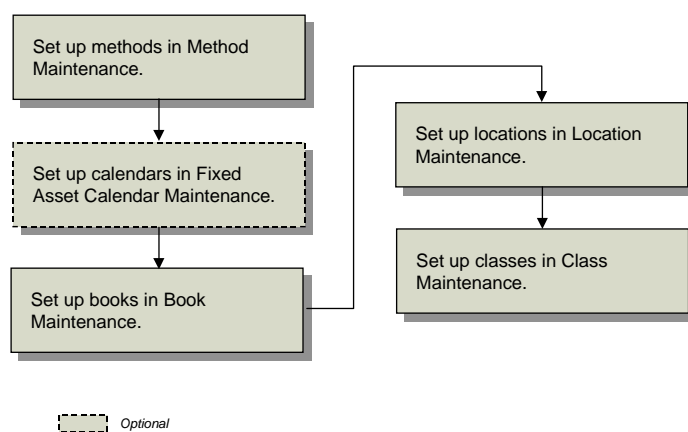 Set up methods in Method
Maintenance.
Set up calendars in Fixed
Asset Calendar Maintenance.
Set up books in Book
Maintenance.
Set up locations in Location
Maintenance.
Set up classes in Class
Maintenance.
Optional